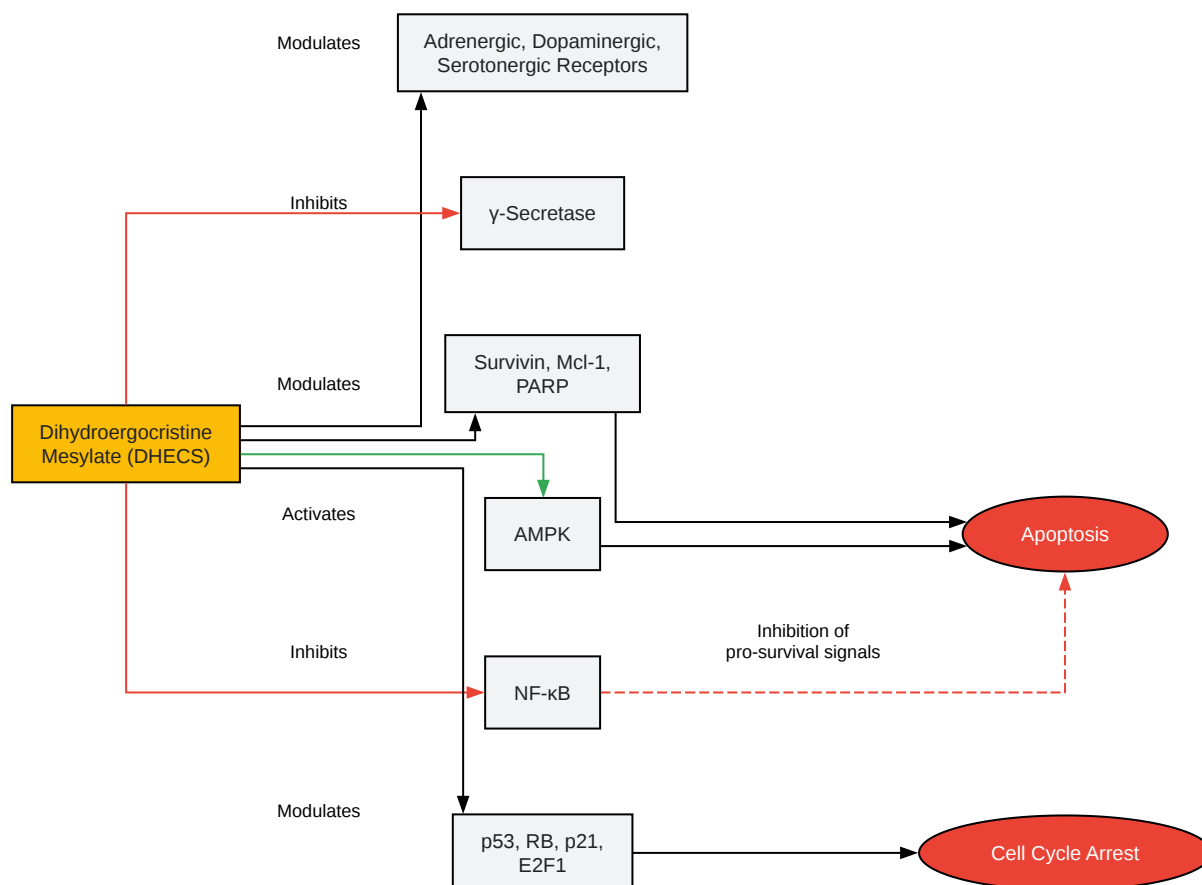 Modulates
Adrenergic, Dopaminergic,
Serotonergic Receptors
Inhibits
γ-Secretase
Survivin, Mcl-1,
PARP
Modulates
Dihydroergocristine
Mesylate (DHECS)
Activates
AMPK
Apoptosis
Inhibition of
pro-survival signals
Inhibits
NF-κB
Modulates
p53, RB, p21,
E2F1
Cell Cycle Arrest